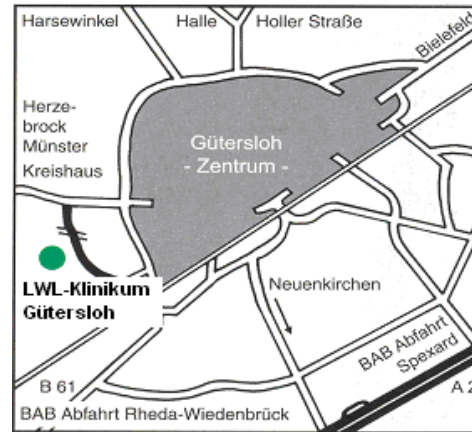 Harsewinkel
Halle
Holler Straße
Bielefeld
Herze-
brock
Münster
Kreishaus
Gütersloh
- Zentrum -
LWL-Klinikum
Gütersloh
Neuenkirchen
BAB Abfahrt
Spexard
B 61
A 2
BAB Abfahrt Rheda-Wiedenbrück